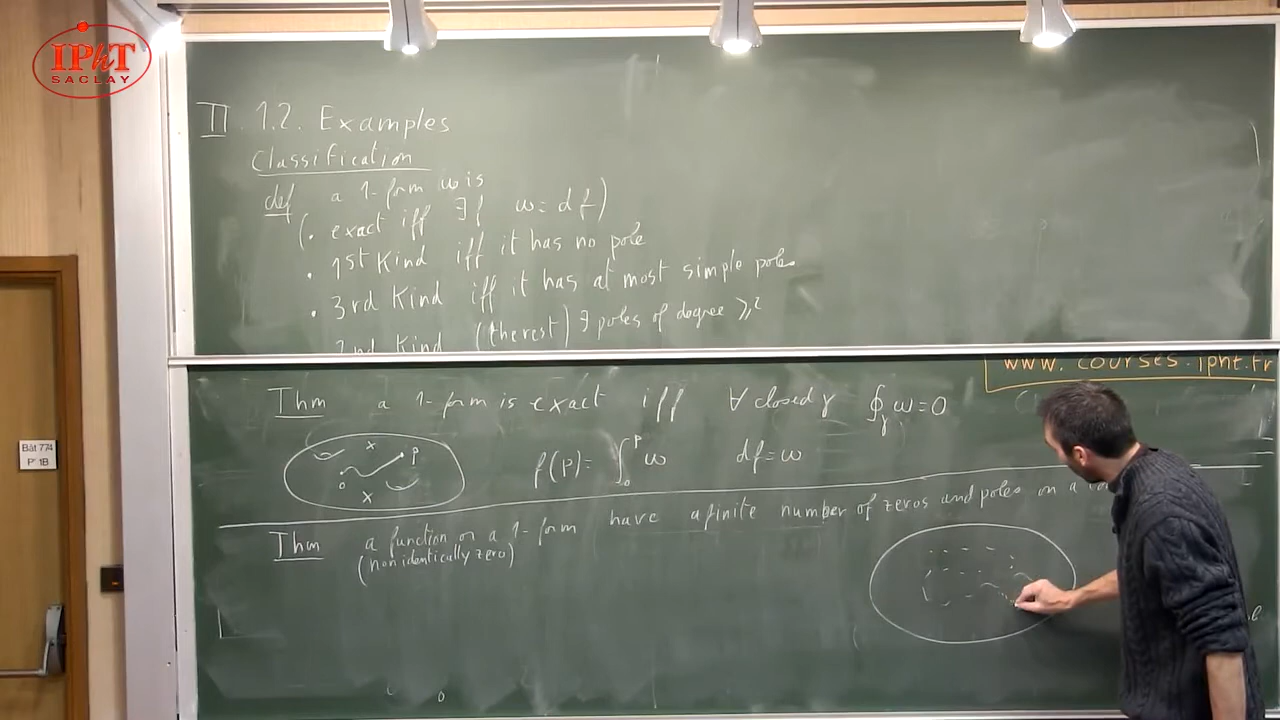 IPhT
SACLAY
II. 1.2. Examples
Classification
def a 1-form ω is
(. exact iff ∃f ω=df)
. 1st Kind iff it has no pole
. 3rd Kind iff it has at most simple poles
2nd Kind (the rest) ∃ poles of degree ⩾2
www.courses.ipht.fr
Thm a 1-form is exact iff ∀ closed γ ∮γ ω=0
x p o x
f(p) = ∫ₒᵖ ω df=ω
Thm a function or a 1-form have a finite number of zeros and poles on a
(non identically zero)
Bât 774